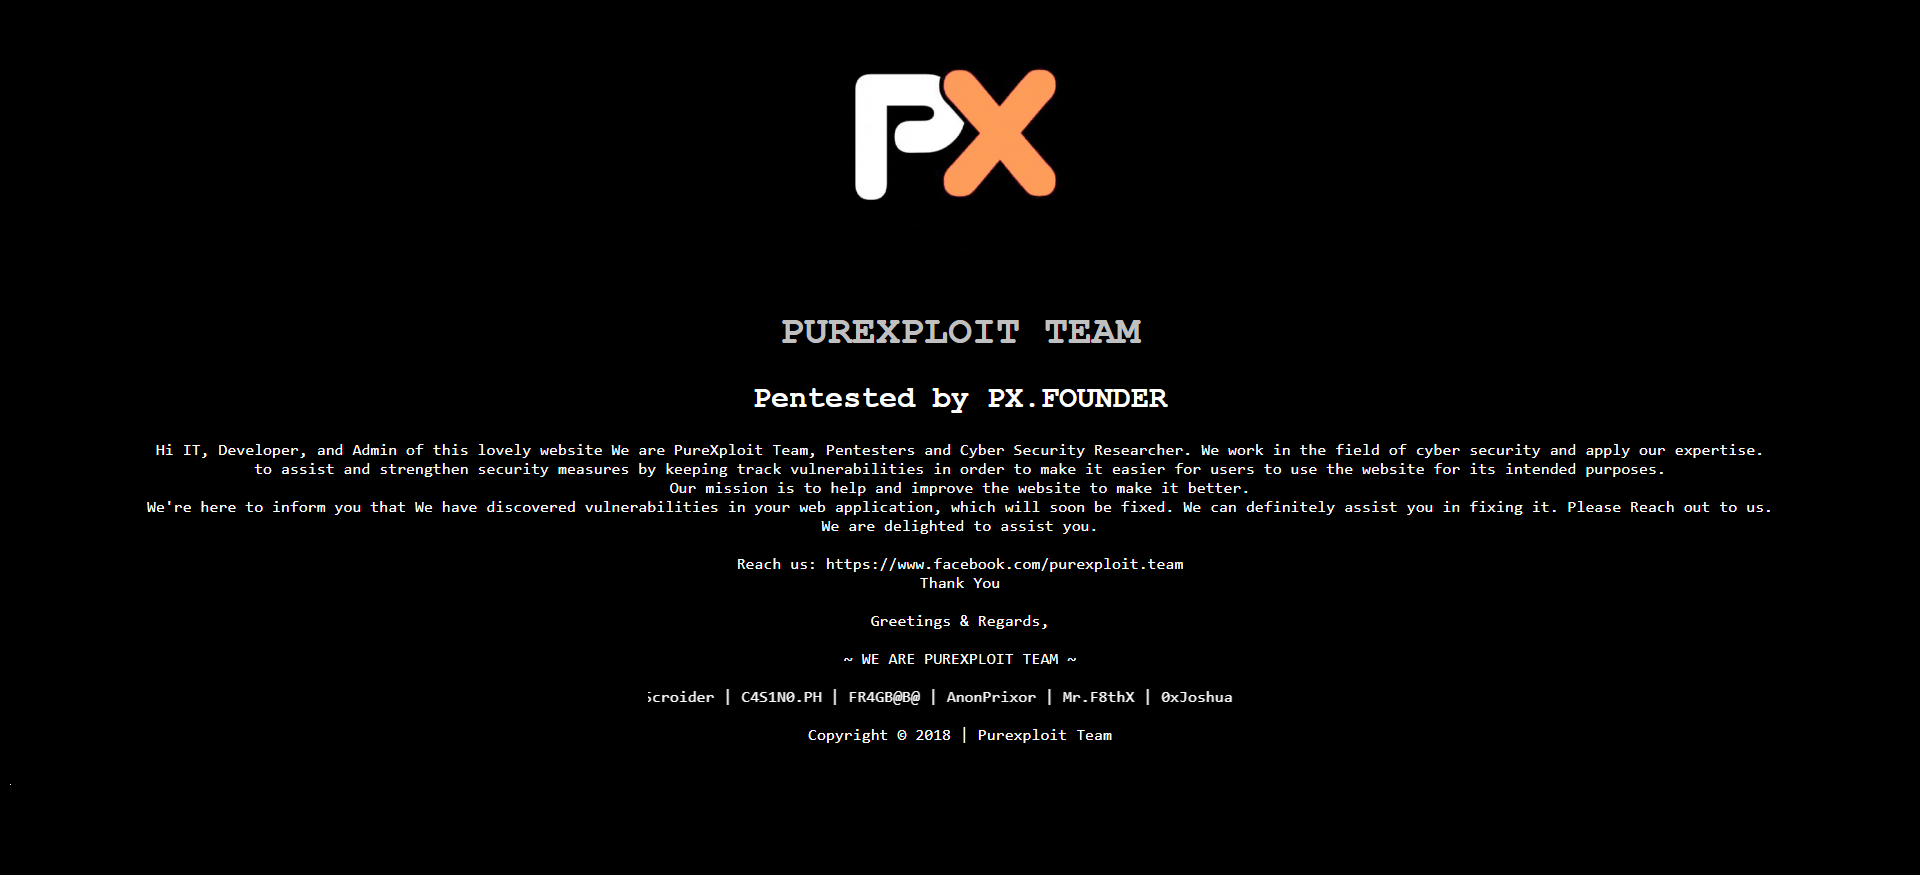 PX
PUREXPLOIT TEAM
Pentested by PX.FOUNDER
Hi IT, Developer, and Admin of this lovely website We are PureXploit Team, Pentesters and Cyber Security Researcher. We work in the field of cyber security and apply our expertise.
to assist and strengthen security measures by keeping track vulnerabilities in order to make it easier for users to use the website for its intended purposes.
Our mission is to help and improve the website to make it better.
We're here to inform you that We have discovered vulnerabilities in your web application, which will soon be fixed. We can definitely assist you in fixing it. Please Reach out to us.
We are delighted to assist you.
Reach us: https://www.facebook.com/purexploit.team
Thank You
Greetings & Regards,
~ WE ARE PUREXPLOIT TEAM ~
croider | C4S1N0.PH | FR4GB@B@ | AnonPrixor | Mr.F8thX | 0xJoshua
Copyright © 2018 | Purexploit Team